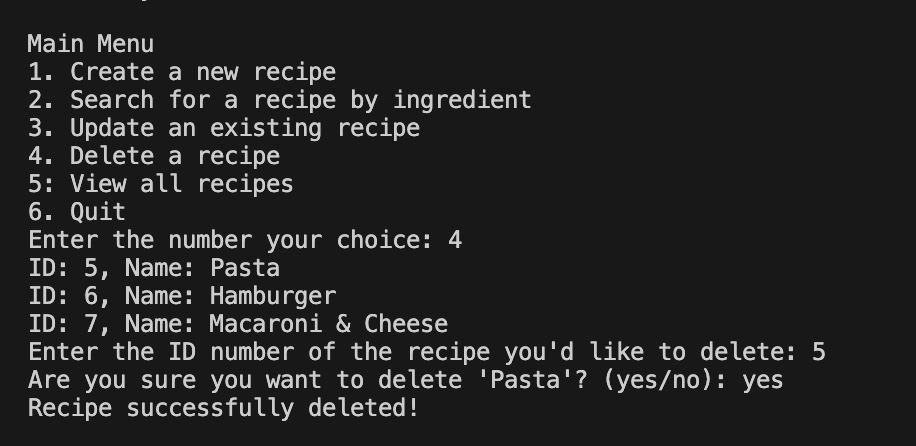 Main Menu
1. Create a new recipe
2. Search for a recipe by ingredient
3. Update an existing recipe
4. Delete a recipe
5: View all recipes
6. Quit
Enter the number your choice: 4
ID: 5, Name: Pasta
ID: 6, Name: Hamburger
ID: 7, Name: Macaroni & Cheese
Enter the ID number of the recipe you'd like to delete: 5
Are you sure you want to delete 'Pasta'? (yes/no): yes
Recipe successfully deleted!